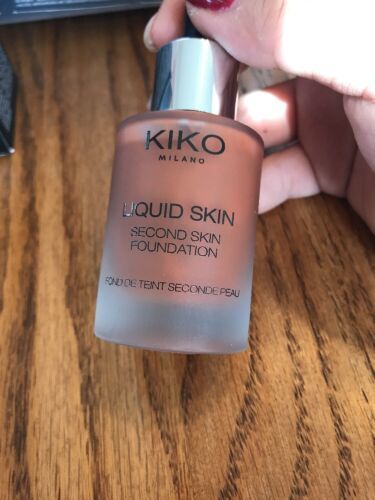 KIKO
MILANO
LIQUID SKIN
SECOND SKIN
FOUNDATION
FOND DE TEINT SECONDE PEAU